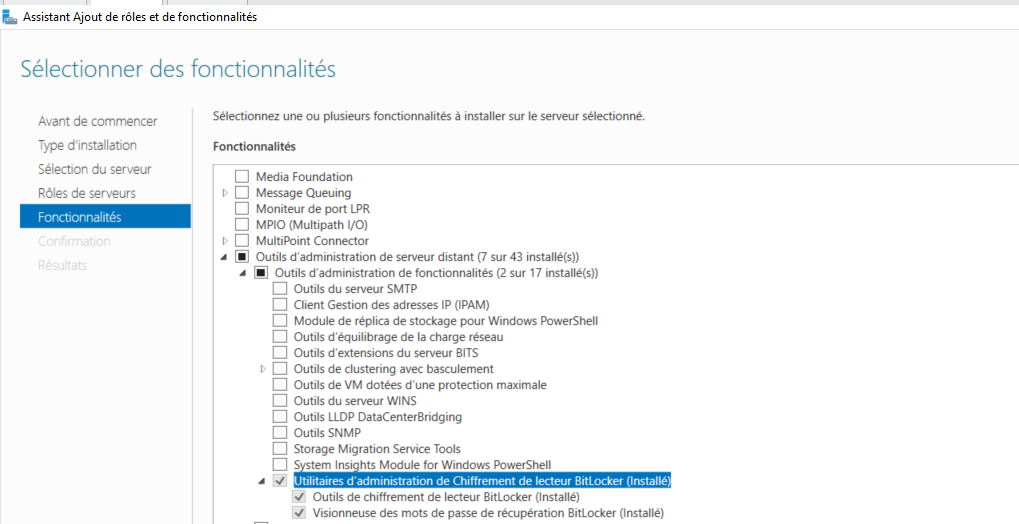 Assistant Ajout de rôles et de fonctionnalités
Sélectionner des fonctionnalités
Avant de commencer
Type d'installation
Sélection du serveur
Rôles de serveurs
Fonctionnalités
Confirmation
Résultats
Sélectionnez une ou plusieurs fonctionnalités à installer sur le serveur sélectionné.
Fonctionnalités
Media Foundation
Message Queuing
Moniteur de port LPR
MPIO (Multipath I/O)
MultiPoint Connector
Outils d'administration de serveur distant (7 sur 43 installé(s))
Outils d'administration de fonctionnalités (2 sur 17 installé(s))
Outils du serveur SMTP
Client Gestion des adresses IP (IPAM)
Module de réplica de stockage pour Windows PowerShell
Outils d'équilibrage de la charge réseau
Outils d'extensions du serveur BITS
Outils de clustering avec basculement
Outils de VM dotées d'une protection maximale
Outils du serveur WINS
Outils LLDP DataCenterBridging
Outils SNMP
Storage Migration Service Tools
System Insights Module for Windows PowerShell
Utilitaires d'administration de Chiffrement de lecteur BitLocker (Installé)
Outils de chiffrement de lecteur BitLocker (Installé)
Visionneuse des mots de passe de récupération BitLocker (Installé)